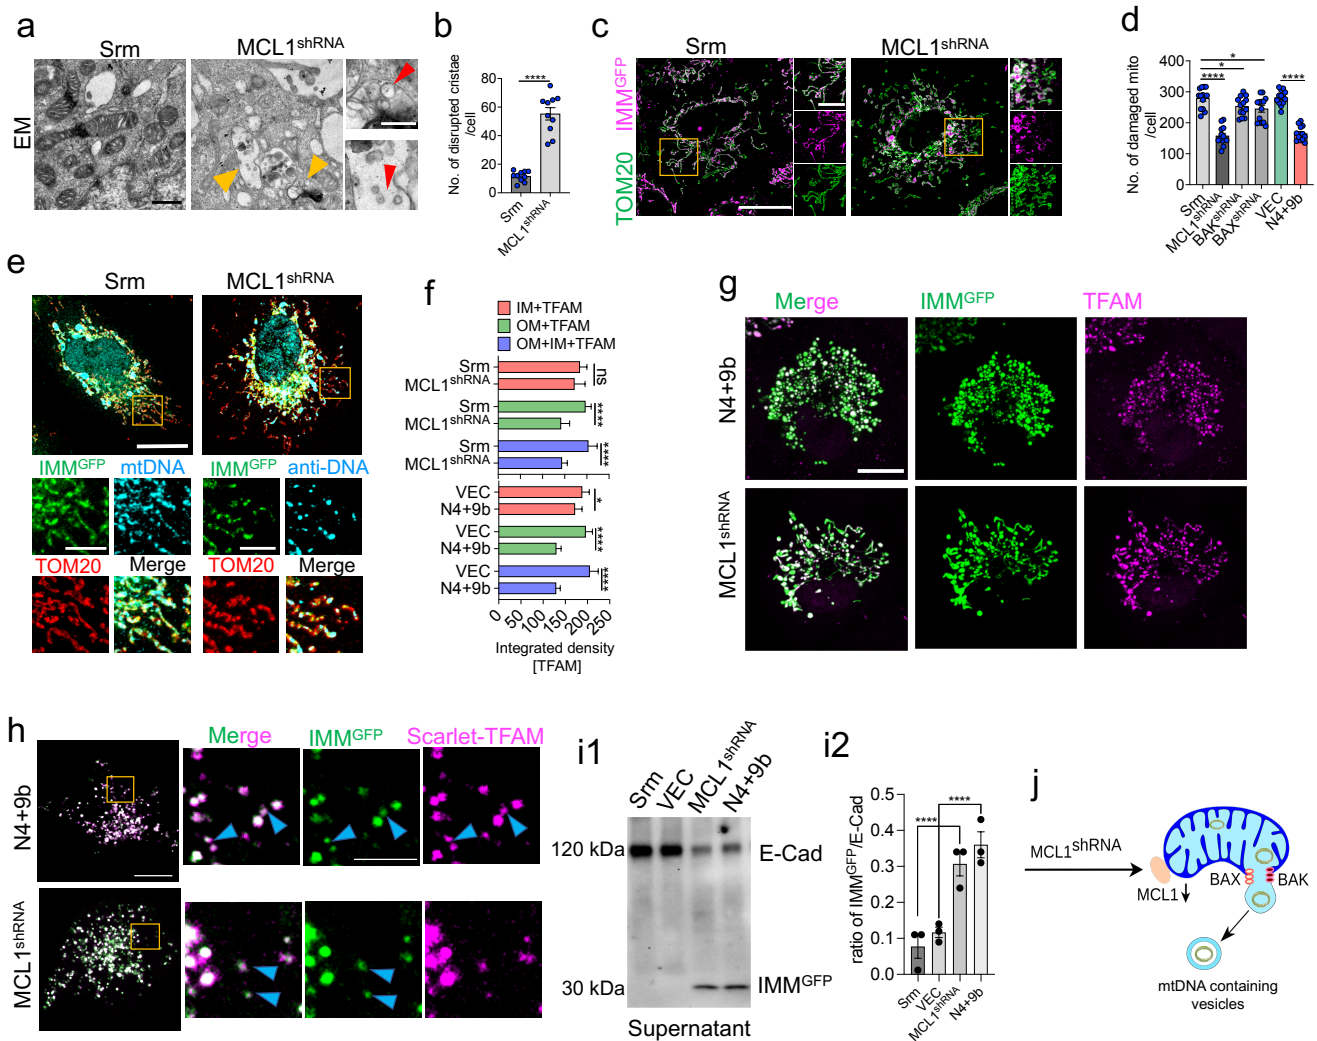 a
Srm
MCL1shRNA
EM
b
No. of disrupted cristae
/cell
80
60
40
20
0
****
Srm
MCL1shRNA
c
Srm
MCL1shRNA
TOM20 IMMGFP
d
No. of damaged mito
/cell
400
300
200
100
0
*
*
****
****
Srm
MCL1shRNA
BAKshRNA
BAXshRNA
VEC
N4+9b
e
Srm
MCL1shRNA
IMMGFP
mtDNA
IMMGFP
anti-DNA
TOM20
Merge
TOM20
Merge
f
IM+TFAM
OM+TFAM
OM+IM+TFAM
Srm
MCL1shRNA
ns
Srm
MCL1shRNA
****
Srm
MCL1shRNA
****
VEC
N4+9b
*
VEC
N4+9b
****
VEC
N4+9b
****
0
50
100
150
200
250
Integrated density
[TFAM]
g
Merge
IMMGFP
TFAM
N4+9b
MCL1shRNA
h
Merge
IMMGFP
Scarlet-TFAM
N4+9b
MCL1shRNA
i1
Srm
VEC
MCL1shRNA
N4+9b
120 kDa
E-Cad
30 kDa
IMMGFP
Supernatant
i2
ratio of IMMGFP/E-Cad
0.5
0.4
0.3
0.2
0.1
0.0
****
****
Srm
VEC
MCL1shRNA
N4+9b
j
MCL1shRNA
MCL1
BAX
BAK
mtDNA containing
vesicles